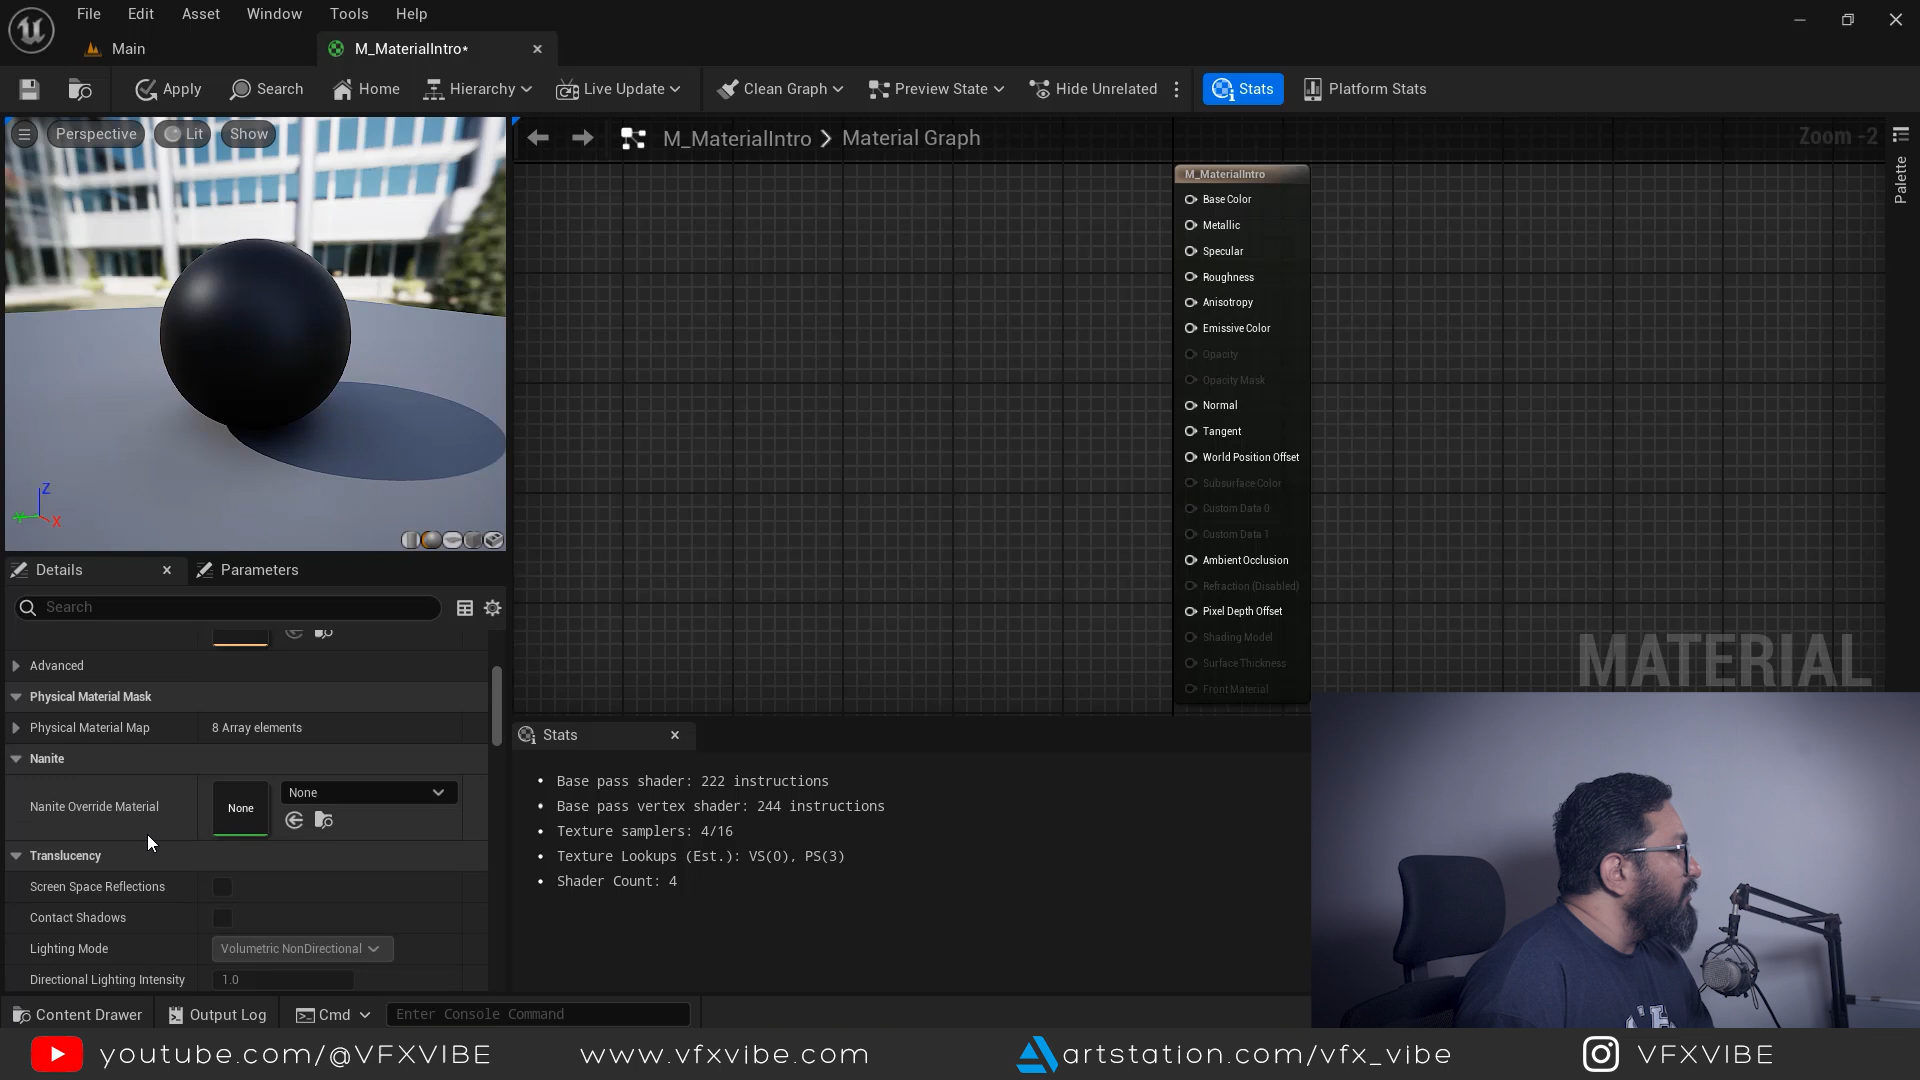 File Edit Asset Window Tools Help
Main
M_MaterialIntro*
Apply
Search
Home
Hierarchy
Live Update
Clean Graph
Preview State
Hide Unrelated
Stats
Platform Stats
Perspective
Lit
Show
M_MaterialIntro
Material Graph
Zoom -2
Palette
M_MaterialIntro
Base Color
Metallic
Specular
Roughness
Anisotropy
Emissive Color
Opacity
Opacity Mask
Normal
Tangent
World Position Offset
Subsurface Color
Custom Data 0
Custom Data 1
Ambient Occlusion
Refraction (Disabled)
Pixel Depth Offset
Shading Model
Surface Thickness
Front Material
MATERIAL
Z
Y
X
Details
Parameters
Search
Advanced
Physical Material Mask
Physical Material Map
8 Array elements
Nanite
Nanite Override Material
None
None
Translucency
Screen Space Reflections
Contact Shadows
Lighting Mode
Volumetric NonDirectional
Directional Lighting Intensity
1.0
Stats
• Base pass shader: 222 instructions
• Base pass vertex shader: 244 instructions
• Texture samplers: 4/16
• Texture Lookups (Est.): VS(0), PS(3)
• Shader Count: 4
Content Drawer
Output Log
Cmd
Enter Console Command
youtube.com/@VFXVIBE
www.vfxvibe.com
artstation.com/vfx_vibe
VFXVIBE